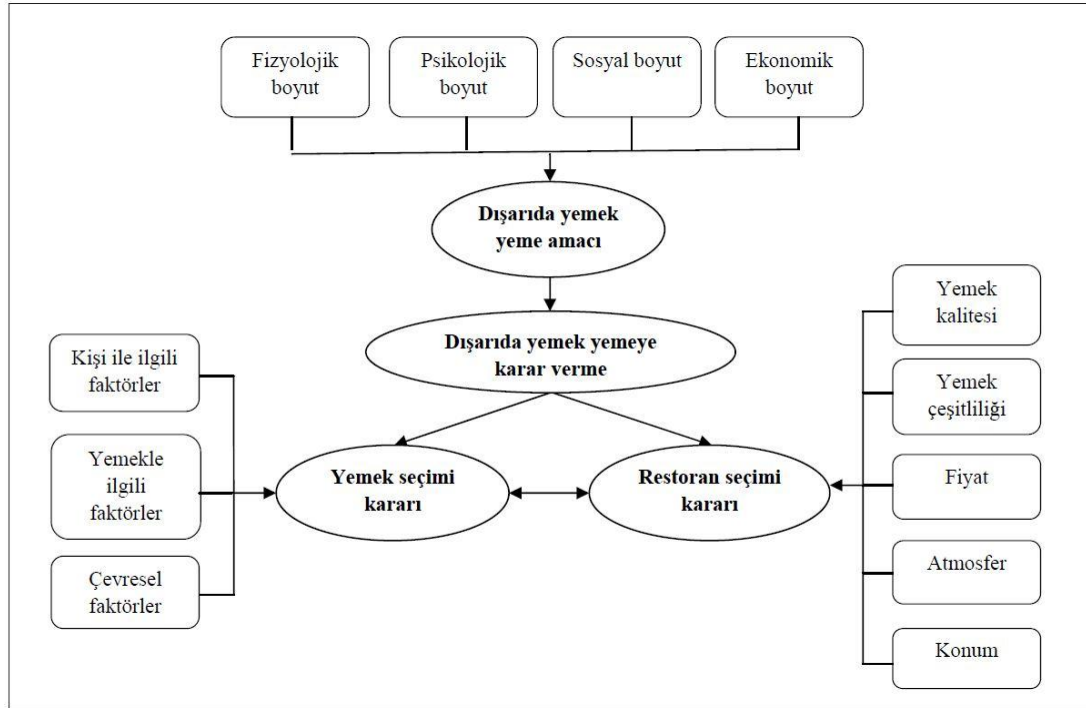 Fizyolojik
boyut
Psikolojik
boyut
Sosyal boyut
Ekonomik
boyut
Dışarıda yemek
yeme amacı
Dışarıda yemek yemeye
karar verme
Kişi ile ilgili
faktörler
Yemekle
ilgili
faktörler
Çevresel
faktörler
Yemek seçimi
kararı
Restoran seçimi
kararı
Yemek
kalitesi
Yemek
çeşitliliği
Fiyat
Atmosfer
Konum